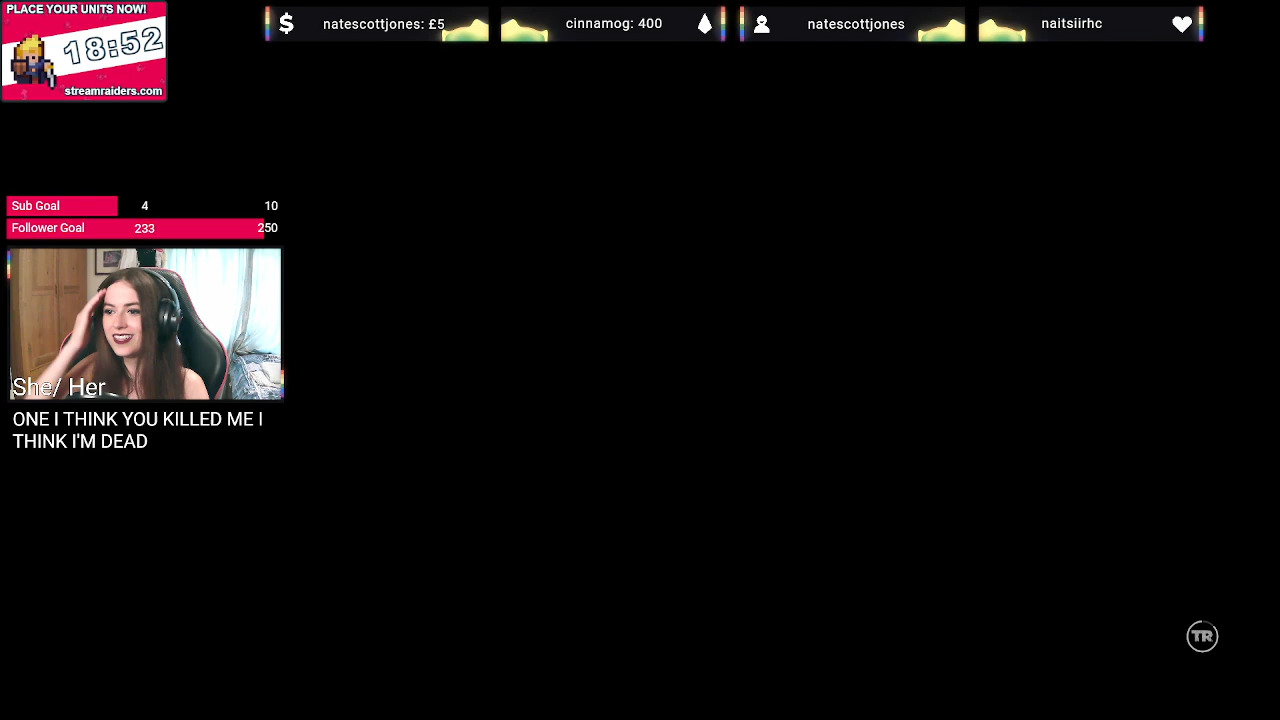 PLACE YOUR UNITS NOW!
18:52
streamraiders.com
$ natescottjones: £5
cinnamog: 400
natescottjones
naitsiirhc
Sub Goal 4 10
Follower Goal 233 250
She/ Her
ONE I THINK YOU KILLED ME I
THINK I'M DEAD
TR